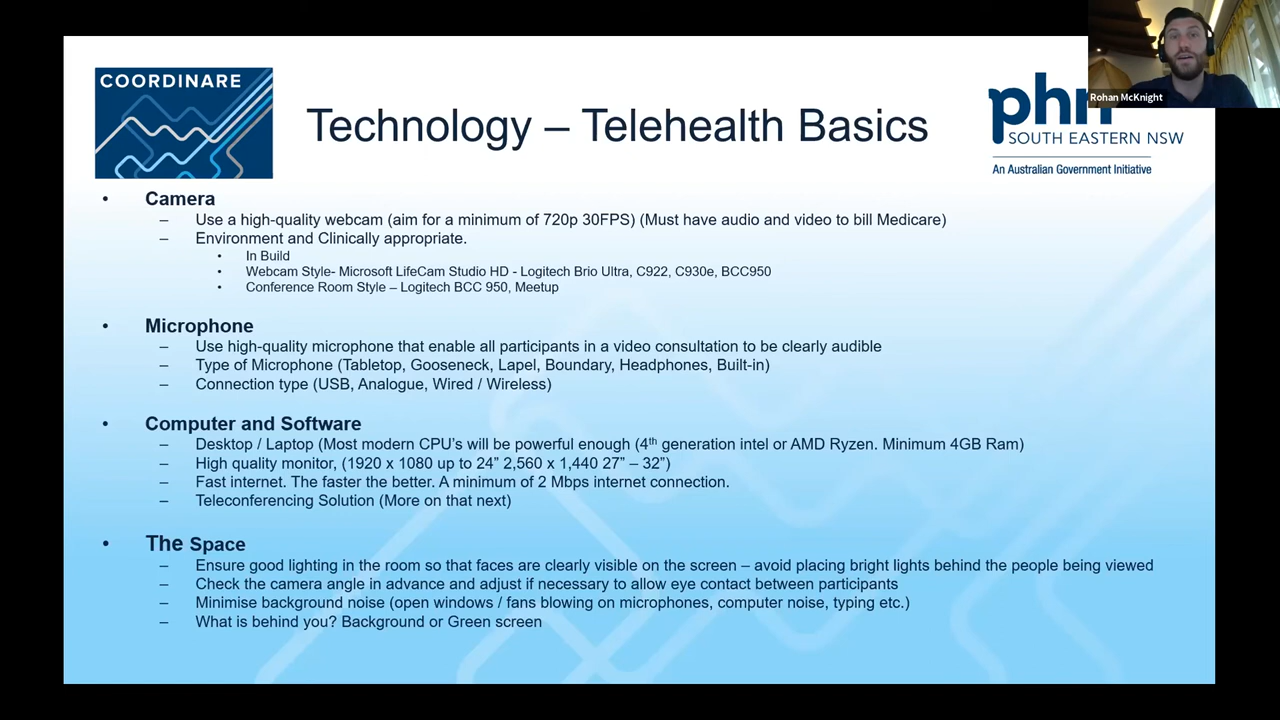 COORDINARE
Technology – Telehealth Basics
phn
SOUTH EASTERN NSW
An Australian Government Initiative
Rohan McKnight
• Camera
– Use a high-quality webcam (aim for a minimum of 720p 30FPS) (Must have audio and video to bill Medicare)
– Environment and Clinically appropriate.
• In Build
• Webcam Style- Microsoft LifeCam Studio HD - Logitech Brio Ultra, C922, C930e, BCC950
• Conference Room Style – Logitech BCC 950, Meetup
• Microphone
– Use high-quality microphone that enable all participants in a video consultation to be clearly audible
– Type of Microphone (Tabletop, Gooseneck, Lapel, Boundary, Headphones, Built-in)
– Connection type (USB, Analogue, Wired / Wireless)
• Computer and Software
– Desktop / Laptop (Most modern CPU's will be powerful enough (4th generation intel or AMD Ryzen. Minimum 4GB Ram)
– High quality monitor, (1920 x 1080 up to 24” 2,560 x 1,440 27” – 32”)
– Fast internet. The faster the better. A minimum of 2 Mbps internet connection.
– Teleconferencing Solution (More on that next)
• The Space
– Ensure good lighting in the room so that faces are clearly visible on the screen – avoid placing bright lights behind the people being viewed
– Check the camera angle in advance and adjust if necessary to allow eye contact between participants
– Minimise background noise (open windows / fans blowing on microphones, computer noise, typing etc.)
– What is behind you? Background or Green screen